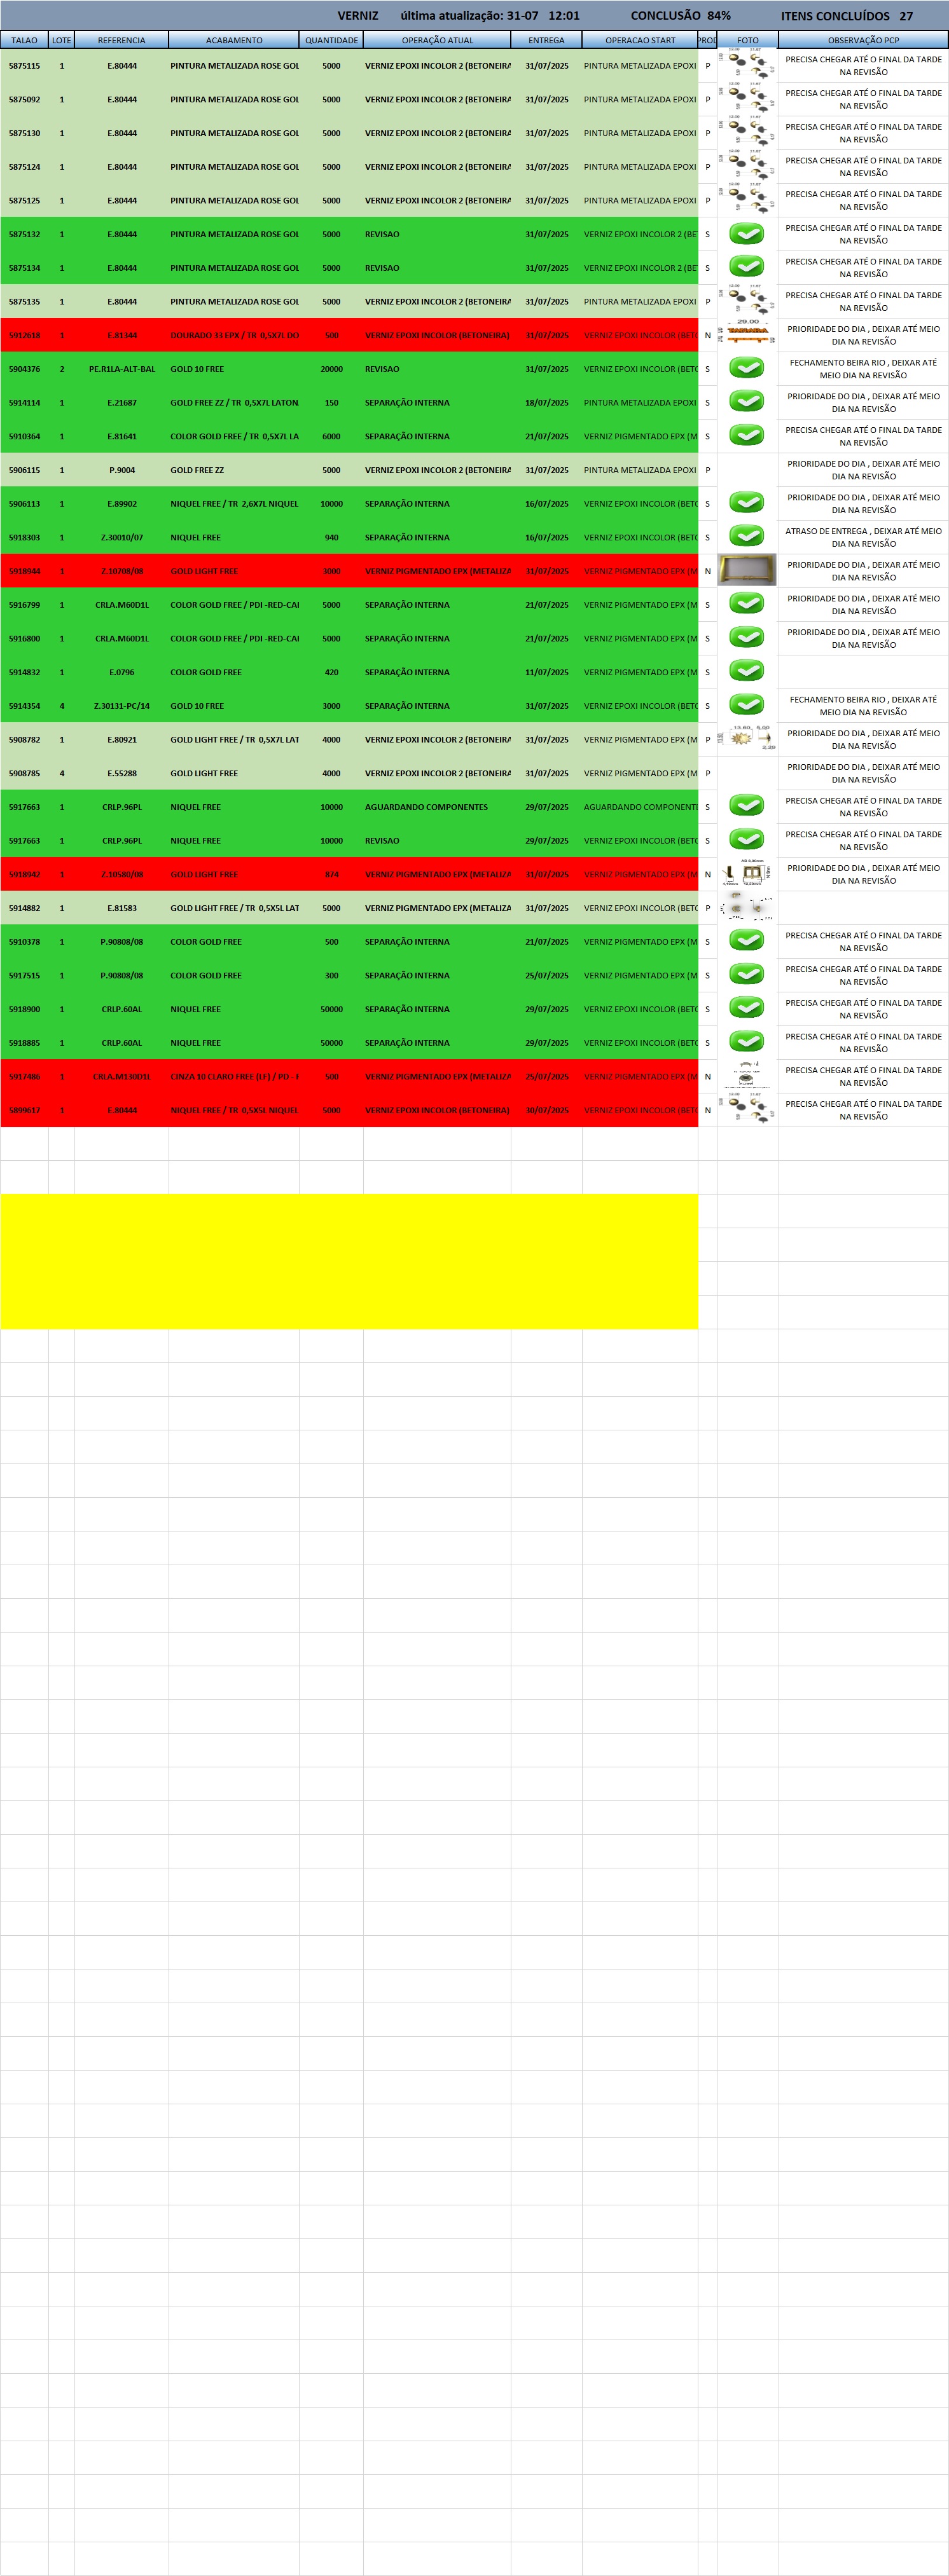 VERNIZ última atualização: 31-07 12:01 CONCLUSÃO 84% ITENS CONCLUÍDOS 27
TALAO LOTE REFERENCIA ACABAMENTO QUANTIDADE OPERAÇÃO ATUAL ENTREGA OPERACAO START PROD FOTO OBSERVAÇÃO PCP
5875115 1 E.80444 PINTURA METALIZADA ROSE GOL 5000 VERNIZ EPOXI INCOLOR 2 (BETONEIRA 31/07/2025 PINTURA METALIZADA EPOXI P PRECISA CHEGAR ATÉ O FINAL DA TARDE NA REVISÃO
5875092 1 E.80444 PINTURA METALIZADA ROSE GOL 5000 VERNIZ EPOXI INCOLOR 2 (BETONEIRA 31/07/2025 PINTURA METALIZADA EPOXI P PRECISA CHEGAR ATÉ O FINAL DA TARDE NA REVISÃO
5875130 1 E.80444 PINTURA METALIZADA ROSE GOL 5000 VERNIZ EPOXI INCOLOR 2 (BETONEIRA 31/07/2025 PINTURA METALIZADA EPOXI P PRECISA CHEGAR ATÉ O FINAL DA TARDE NA REVISÃO
5875124 1 E.80444 PINTURA METALIZADA ROSE GOL 5000 VERNIZ EPOXI INCOLOR 2 (BETONEIRA 31/07/2025 PINTURA METALIZADA EPOXI P PRECISA CHEGAR ATÉ O FINAL DA TARDE NA REVISÃO
5875125 1 E.80444 PINTURA METALIZADA ROSE GOL 5000 VERNIZ EPOXI INCOLOR 2 (BETONEIRA 31/07/2025 PINTURA METALIZADA EPOXI P PRECISA CHEGAR ATÉ O FINAL DA TARDE NA REVISÃO
5875132 1 E.80444 PINTURA METALIZADA ROSE GOL 5000 REVISAO 31/07/2025 VERNIZ EPOXI INCOLOR 2 (BE S PRECISA CHEGAR ATÉ O FINAL DA TARDE NA REVISÃO
5875134 1 E.80444 PINTURA METALIZADA ROSE GOL 5000 REVISAO 31/07/2025 VERNIZ EPOXI INCOLOR 2 (BE S PRECISA CHEGAR ATÉ O FINAL DA TARDE NA REVISÃO
5875135 1 E.80444 PINTURA METALIZADA ROSE GOL 5000 VERNIZ EPOXI INCOLOR 2 (BETONEIRA 31/07/2025 PINTURA METALIZADA EPOXI P PRECISA CHEGAR ATÉ O FINAL DA TARDE NA REVISÃO
5912618 1 E.81344 DOURADO 33 EPX / TR 0,5X7L DO 500 VERNIZ EPOXI INCOLOR (BETONEIRA) 31/07/2025 VERNIZ EPOXI INCOLOR (BETO N 29.00 PRIORIDADE DO DIA , DEIXAR ATÉ MEIO DIA NA REVISÃO
5904376 2 PE.R1LA-ALT-BAL GOLD 10 FREE 20000 REVISAO 31/07/2025 VERNIZ EPOXI INCOLOR (BETO S FECHAMENTO BEIRA RIO , DEIXAR ATÉ MEIO DIA NA REVISÃO
5914114 1 E.21687 GOLD FREE ZZ / TR 0,5X7L LATON 150 SEPARAÇÃO INTERNA 18/07/2025 PINTURA METALIZADA EPOXI S PRIORIDADE DO DIA , DEIXAR ATÉ MEIO DIA NA REVISÃO
5910364 1 E.81641 COLOR GOLD FREE / TR 0,5X7L LA 6000 SEPARAÇÃO INTERNA 21/07/2025 VERNIZ PIGMENTADO EPX (M S PRECISA CHEGAR ATÉ O FINAL DA TARDE NA REVISÃO
5906115 1 P.9004 GOLD FREE ZZ 5000 VERNIZ EPOXI INCOLOR 2 (BETONEIRA 31/07/2025 PINTURA METALIZADA EPOXI P PRIORIDADE DO DIA , DEIXAR ATÉ MEIO DIA NA REVISÃO
5906113 1 E.89902 NIQUEL FREE / TR 2,6X7L NIQUEL 10000 SEPARAÇÃO INTERNA 16/07/2025 VERNIZ EPOXI INCOLOR (BETO S PRIORIDADE DO DIA , DEIXAR ATÉ MEIO DIA NA REVISÃO
5918303 1 Z.30010/07 NIQUEL FREE 940 SEPARAÇÃO INTERNA 16/07/2025 VERNIZ EPOXI INCOLOR (BETO S ATRASO DE ENTREGA , DEIXAR ATÉ MEIO DIA NA REVISÃO
5918944 1 Z.10708/08 GOLD LIGHT FREE 3000 VERNIZ PIGMENTADO EPX (METALIZA 31/07/2025 VERNIZ PIGMENTADO EPX (M N PRIORIDADE DO DIA , DEIXAR ATÉ MEIO DIA NA REVISÃO
5916799 1 CRLA.M60D1L COLOR GOLD FREE / PDI -RED-CAI 5000 SEPARAÇÃO INTERNA 21/07/2025 VERNIZ PIGMENTADO EPX (M S PRIORIDADE DO DIA , DEIXAR ATÉ MEIO DIA NA REVISÃO
5916800 1 CRLA.M60D1L COLOR GOLD FREE / PDI -RED-CAI 5000 SEPARAÇÃO INTERNA 21/07/2025 VERNIZ PIGMENTADO EPX (M S PRIORIDADE DO DIA , DEIXAR ATÉ MEIO DIA NA REVISÃO
5914832 1 E.0796 COLOR GOLD FREE 420 SEPARAÇÃO INTERNA 11/07/2025 VERNIZ PIGMENTADO EPX (M S
5914354 4 Z.30131-PC/14 GOLD 10 FREE 3000 SEPARAÇÃO INTERNA 31/07/2025 VERNIZ EPOXI INCOLOR (BETO S FECHAMENTO BEIRA RIO , DEIXAR ATÉ MEIO DIA NA REVISÃO
5908782 1 E.80921 GOLD LIGHT FREE / TR 0,5X7L LAT 4000 VERNIZ EPOXI INCOLOR 2 (BETONEIRA 31/07/2025 VERNIZ PIGMENTADO EPX (M P 13.60 5.00 2.29 PRIORIDADE DO DIA , DEIXAR ATÉ MEIO DIA NA REVISÃO
5908785 4 E.55288 GOLD LIGHT FREE 4000 VERNIZ EPOXI INCOLOR 2 (BETONEIRA 31/07/2025 VERNIZ PIGMENTADO EPX (M P PRIORIDADE DO DIA , DEIXAR ATÉ MEIO DIA NA REVISÃO
5917663 1 CRLP.96PL NIQUEL FREE 10000 AGUARDANDO COMPONENTES 29/07/2025 AGUARDANDO COMPONENTI S PRECISA CHEGAR ATÉ O FINAL DA TARDE NA REVISÃO
5917663 1 CRLP.96PL NIQUEL FREE 10000 REVISAO 29/07/2025 VERNIZ EPOXI INCOLOR (BETO S PRECISA CHEGAR ATÉ O FINAL DA TARDE NA REVISÃO
5918942 1 Z.10580/08 GOLD LIGHT FREE 874 VERNIZ PIGMENTADO EPX (METALIZA 31/07/2025 VERNIZ PIGMENTADO EPX (M N PRIORIDADE DO DIA , DEIXAR ATÉ MEIO DIA NA REVISÃO
5914882 1 E.81583 GOLD LIGHT FREE / TR 0,5X5L LAT 5000 VERNIZ PIGMENTADO EPX (METALIZA 31/07/2025 VERNIZ EPOXI INCOLOR (BETO P
5910378 1 P.90808/08 COLOR GOLD FREE 500 SEPARAÇÃO INTERNA 21/07/2025 VERNIZ PIGMENTADO EPX (M S PRECISA CHEGAR ATÉ O FINAL DA TARDE NA REVISÃO
5917515 1 P.90808/08 COLOR GOLD FREE 300 SEPARAÇÃO INTERNA 25/07/2025 VERNIZ PIGMENTADO EPX (M S PRECISA CHEGAR ATÉ O FINAL DA TARDE NA REVISÃO
5918900 1 CRLP.60AL NIQUEL FREE 50000 SEPARAÇÃO INTERNA 29/07/2025 VERNIZ EPOXI INCOLOR (BETO S PRECISA CHEGAR ATÉ O FINAL DA TARDE NA REVISÃO
5918885 1 CRLP.60AL NIQUEL FREE 50000 SEPARAÇÃO INTERNA 29/07/2025 VERNIZ EPOXI INCOLOR (BETO S PRECISA CHEGAR ATÉ O FINAL DA TARDE NA REVISÃO
5917486 1 CRLA.M130D1L CINZA 10 CLARO FREE (LF) / PD - F 500 VERNIZ PIGMENTADO EPX (METALIZA 31/07/2025 VERNIZ PIGMENTADO EPX (M N PRECISA CHEGAR ATÉ O FINAL DA TARDE NA REVISÃO
5899617 1 E.80444 NIQUEL FREE / TR 0,5X5L NIQUEL 5000 VERNIZ EPOXI INCOLOR (BETONEIRA) 30/07/2025 VERNIZ EPOXI INCOLOR (BETO N PRECISA CHEGAR ATÉ O FINAL DA TARDE NA REVISÃO